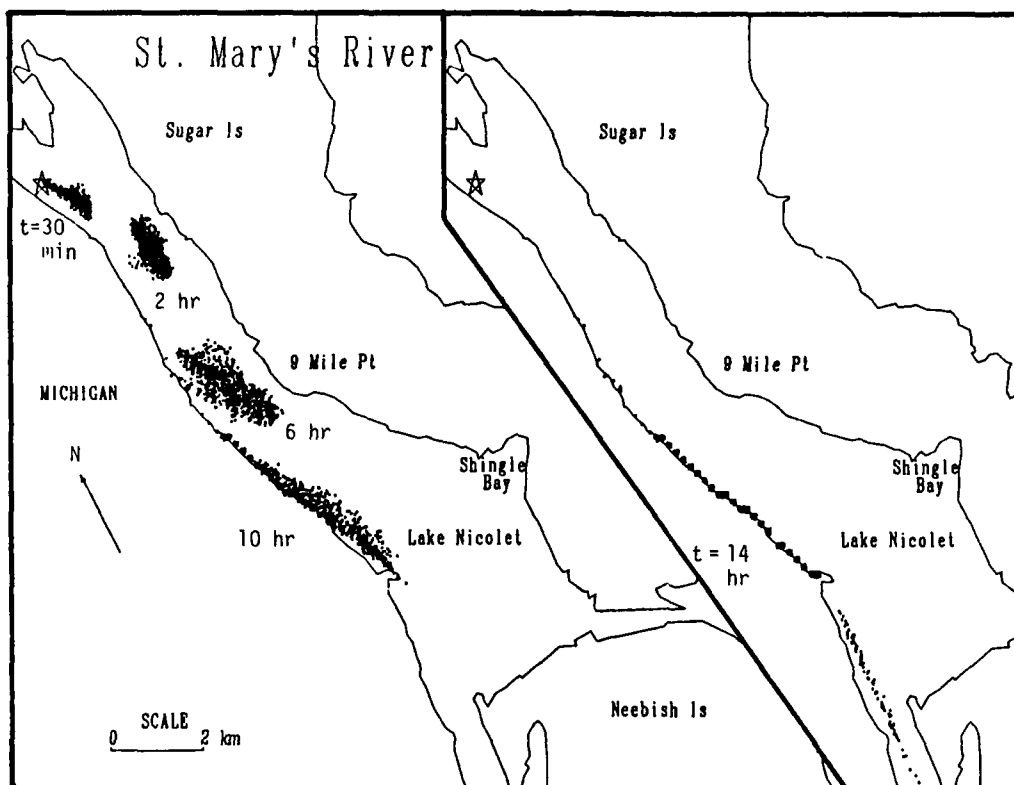 St. Mary's River
Sugar Is
Sugar Is
t=30
min
2 hr
9 Mile Pt
9 Mile Pt
MICHIGAN
6 hr
N
Shingle
Bay
Shingle
Bay
10 hr
Lake Nicolet
Lake Nicolet
t = 14
hr
Neebish Is
SCALE
0 2 km